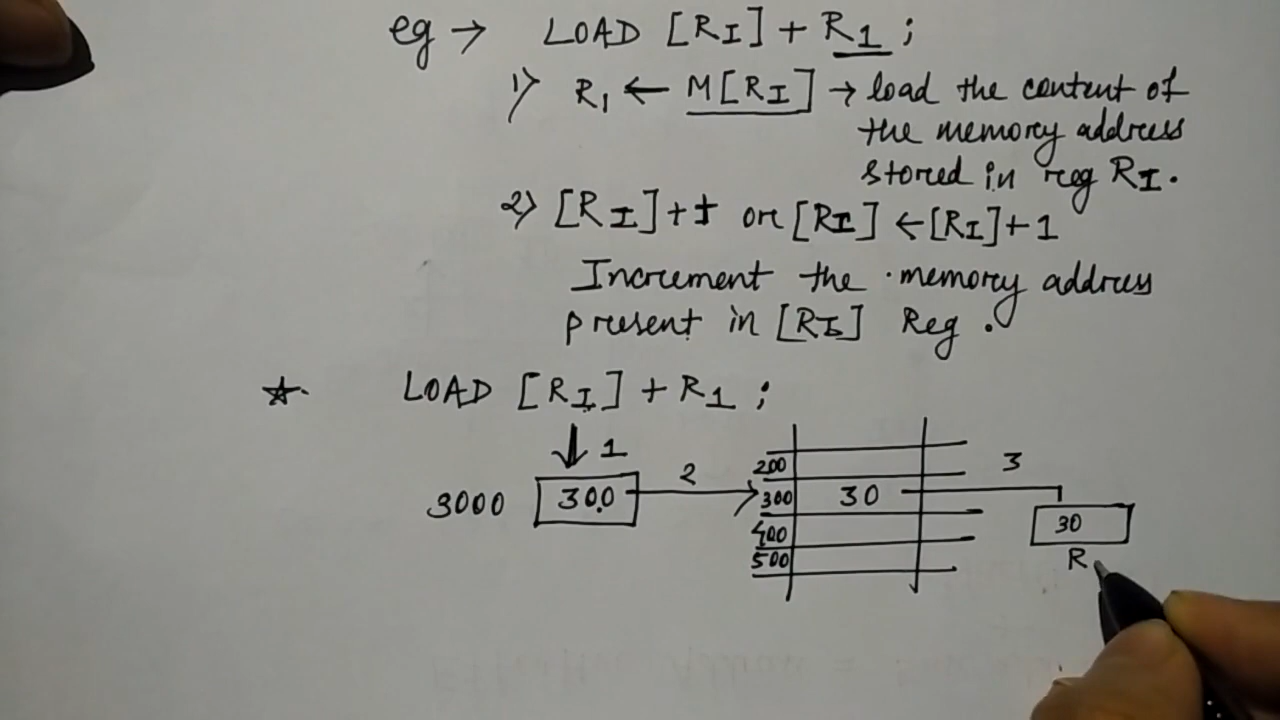 eg → LOAD [RI] + R1 ;
1) R1 ← M[RI] → load the content of
the memory address
stored in reg RI.
2) [RI]++ or [RI] ← [RI]+1
Increment the memory address
present in [RI] Reg.
☆. LOAD [RI] + R1 ;
1
2
3
3000 300
200
300 30
400
500
30
R